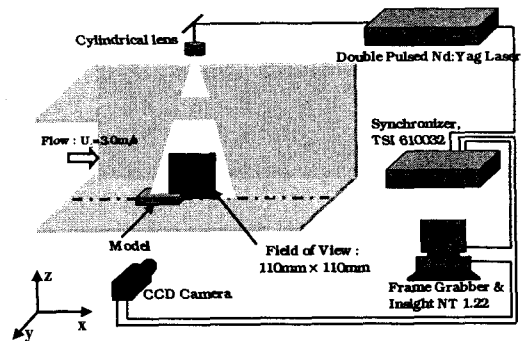 Cylindrical lens
Double Pulsed Nd:Yag Laser
Flow : U∞=3.0m/s
Synchronizer,
TSI 610032
Model
Field of View :
110mm × 110mm
CCD Camera
Frame Grabber &
Insight NT 1.22
z
x
y